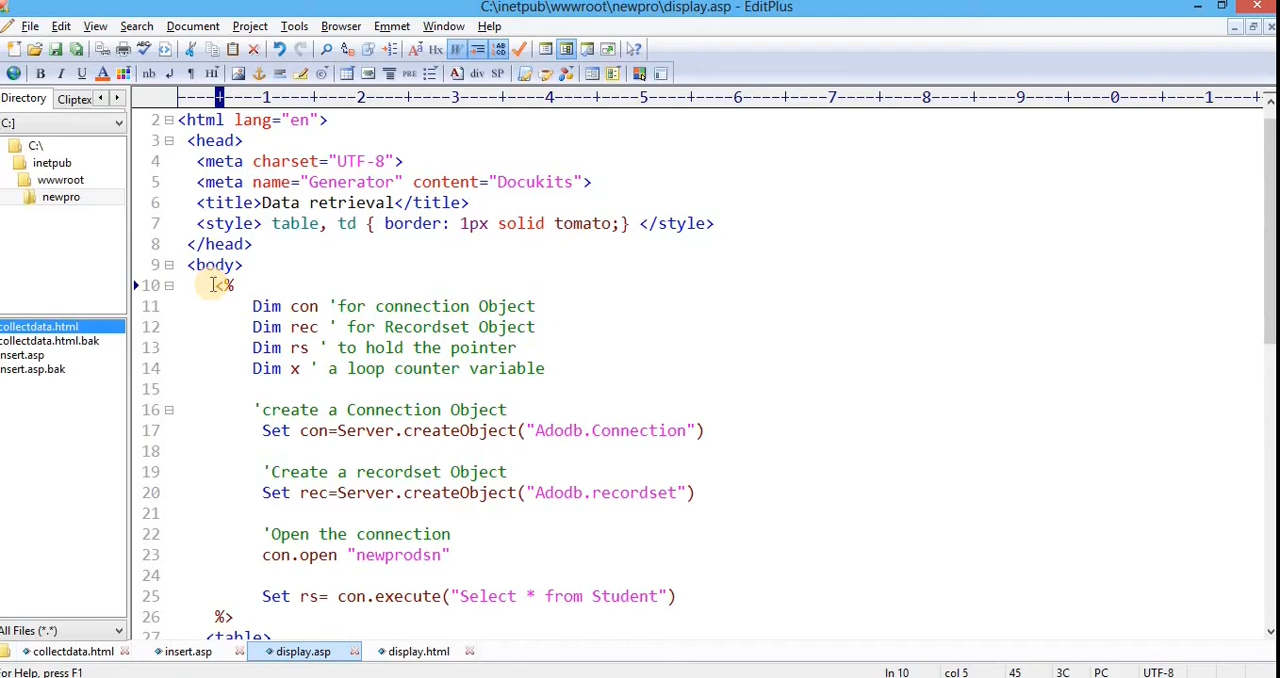 C:\inetpub\wwwroot\newpro\display.asp - EditPlus
File Edit View Search Document Project Tools Browser Emmet Window Help
B I U A nb ¶ HI PRE A div SP
Directory Cliptex
[C:]
C:\
inetpub
wwwroot
newpro
collectdata.html
collectdata.html.bak
insert.asp
insert.asp.bak
All Files (*.*)
----+----1----+----2----+----3----+----4----+----5----+----6----+----7----+----8----+----9----+----0----+----1----+--
2 <html lang="en">
3 <head>
4 <meta charset="UTF-8">
5 <meta name="Generator" content="Docukits">
6 <title>Data retrieval</title>
7 <style> table, td { border: 1px solid tomato;} </style>
8 </head>
9 <body>
10 <%
11 Dim con 'for connection Object
12 Dim rec ' for Recordset Object
13 Dim rs ' to hold the pointer
14 Dim x ' a loop counter variable
15
16 'create a Connection Object
17 Set con=Server.createObject("Adodb.Connection")
18
19 'Create a recordset Object
20 Set rec=Server.createObject("Adodb.recordset")
21
22 'Open the connection
23 con.open "newprodsn"
24
25 Set rs= con.execute("Select * from Student")
26 %>
27 <table>
collectdata.html insert.asp display.asp display.html
For Help, press F1 ln 10 col 5 45 3C PC UTF-8